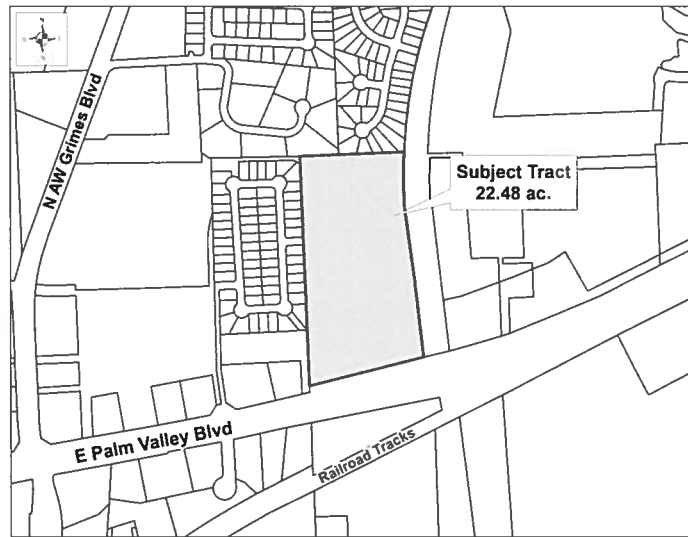 N AW Grimes Blvd
Subject Tract
22.48 ac.
E Palm Valley Blvd
Railroad Tracks